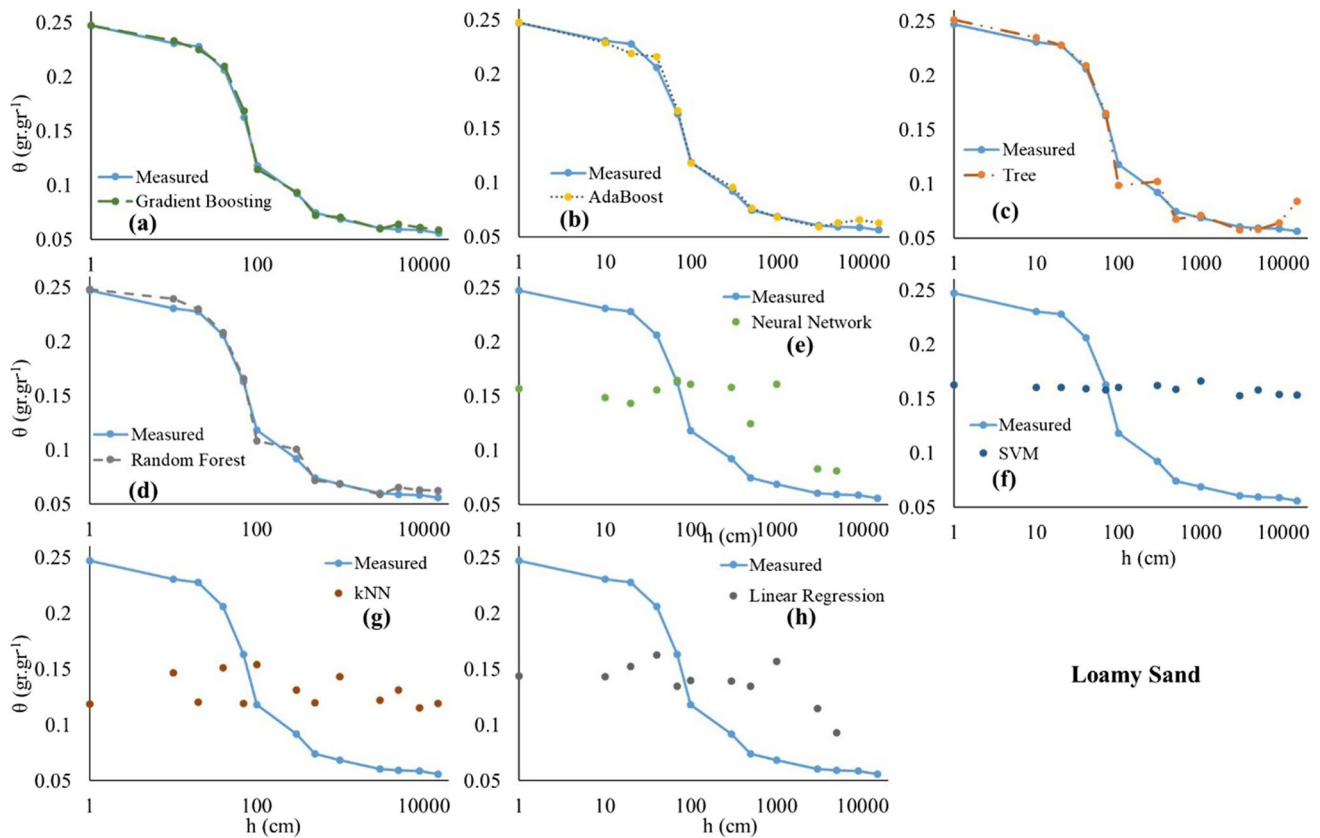 0.25
0.2
0.15
0.1
0.05
θ (gr.gr-1)
Measured
Gradient Boosting
(a)
1
100
10000
0.25
0.2
0.15
0.1
0.05
Measured
AdaBoost
(b)
1
10
100
1000
10000
0.25
0.2
0.15
0.1
0.05
Measured
Tree
(c)
1
10
100
1000
10000
0.25
0.2
0.15
0.1
0.05
θ (gr.gr-1)
Measured
Random Forest
(d)
1
100
10000
0.25
0.2
0.15
0.1
0.05
Measured
Neural Network
(e)
1
10
100
1000
10000
h (cm)
0.25
0.2
0.15
0.1
0.05
Measured
SVM
(f)
1
10
100
1000
10000
h (cm)
0.25
0.2
0.15
0.1
0.05
θ (gr.gr-1)
Measured
kNN
(g)
1
100
10000
h (cm)
0.25
0.2
0.15
0.1
0.05
Measured
Linear Regression
(h)
1
10
100
1000
10000
h (cm)
Loamy Sand